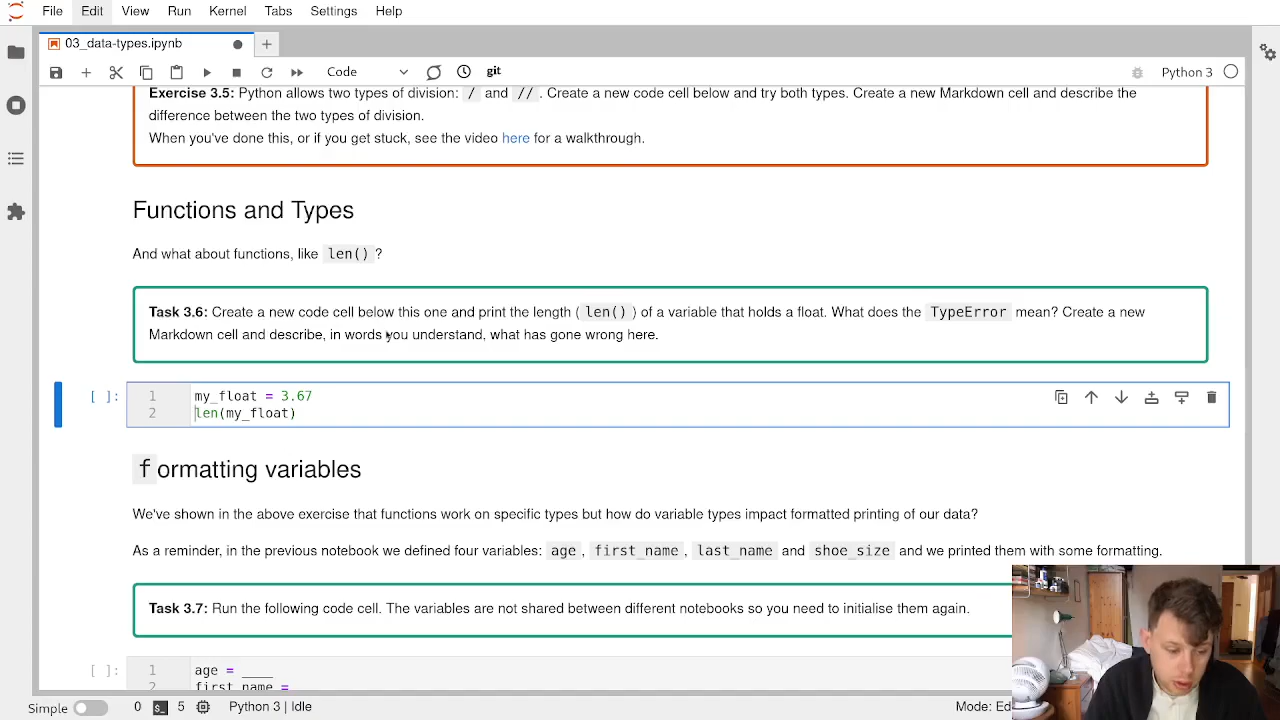 File Edit View Run Kernel Tabs Settings Help
03_data-types.ipynb
Code git Python 3
Exercise 3.5: Python allows two types of division: / and // . Create a new code cell below and try both types. Create a new Markdown cell and describe the
difference between the two types of division.
When you've done this, or if you get stuck, see the video here for a walkthrough.
Functions and Types
And what about functions, like len() ?
Task 3.6: Create a new code cell below this one and print the length ( len() ) of a variable that holds a float. What does the TypeError mean? Create a new
Markdown cell and describe, in words you understand, what has gone wrong here.
[ ]: 1 my_float = 3.67
2 len(my_float)
formatting variables
We've shown in the above exercise that functions work on specific types but how do variable types impact formatted printing of our data?
As a reminder, in the previous notebook we defined four variables: age , first_name , last_name and shoe_size and we printed them with some formatting.
Task 3.7: Run the following code cell. The variables are not shared between different notebooks so you need to initialise them again.
[ ]: 1 age = ____
2 first_name =
Simple 0 $_ 5 Python 3 | Idle Mode: Ed